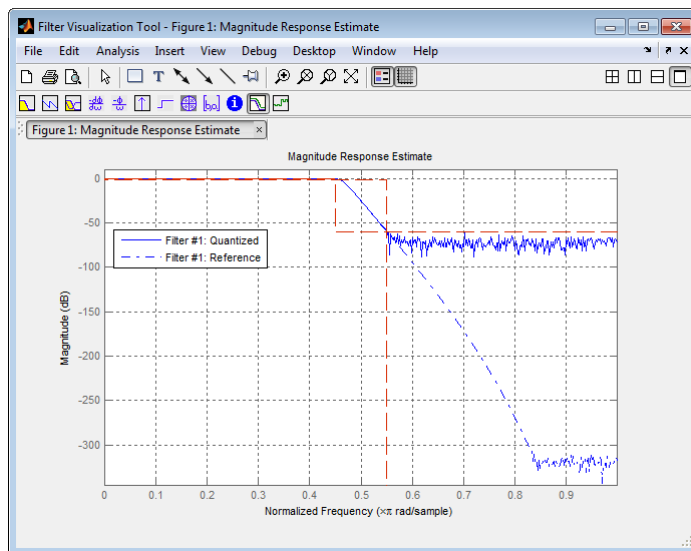 Filter Visualization Tool - Figure 1: Magnitude Response Estimate
File Edit Analysis Insert View Debug Desktop Window Help
T
Figure 1: Magnitude Response Estimate ×
Magnitude Response Estimate
Magnitude (dB)
0
-50
-100
-150
-200
-250
-300
Filter #1: Quantized
Filter #1: Reference
0 0.1 0.2 0.3 0.4 0.5 0.6 0.7 0.8 0.9
Normalized Frequency (×π rad/sample)